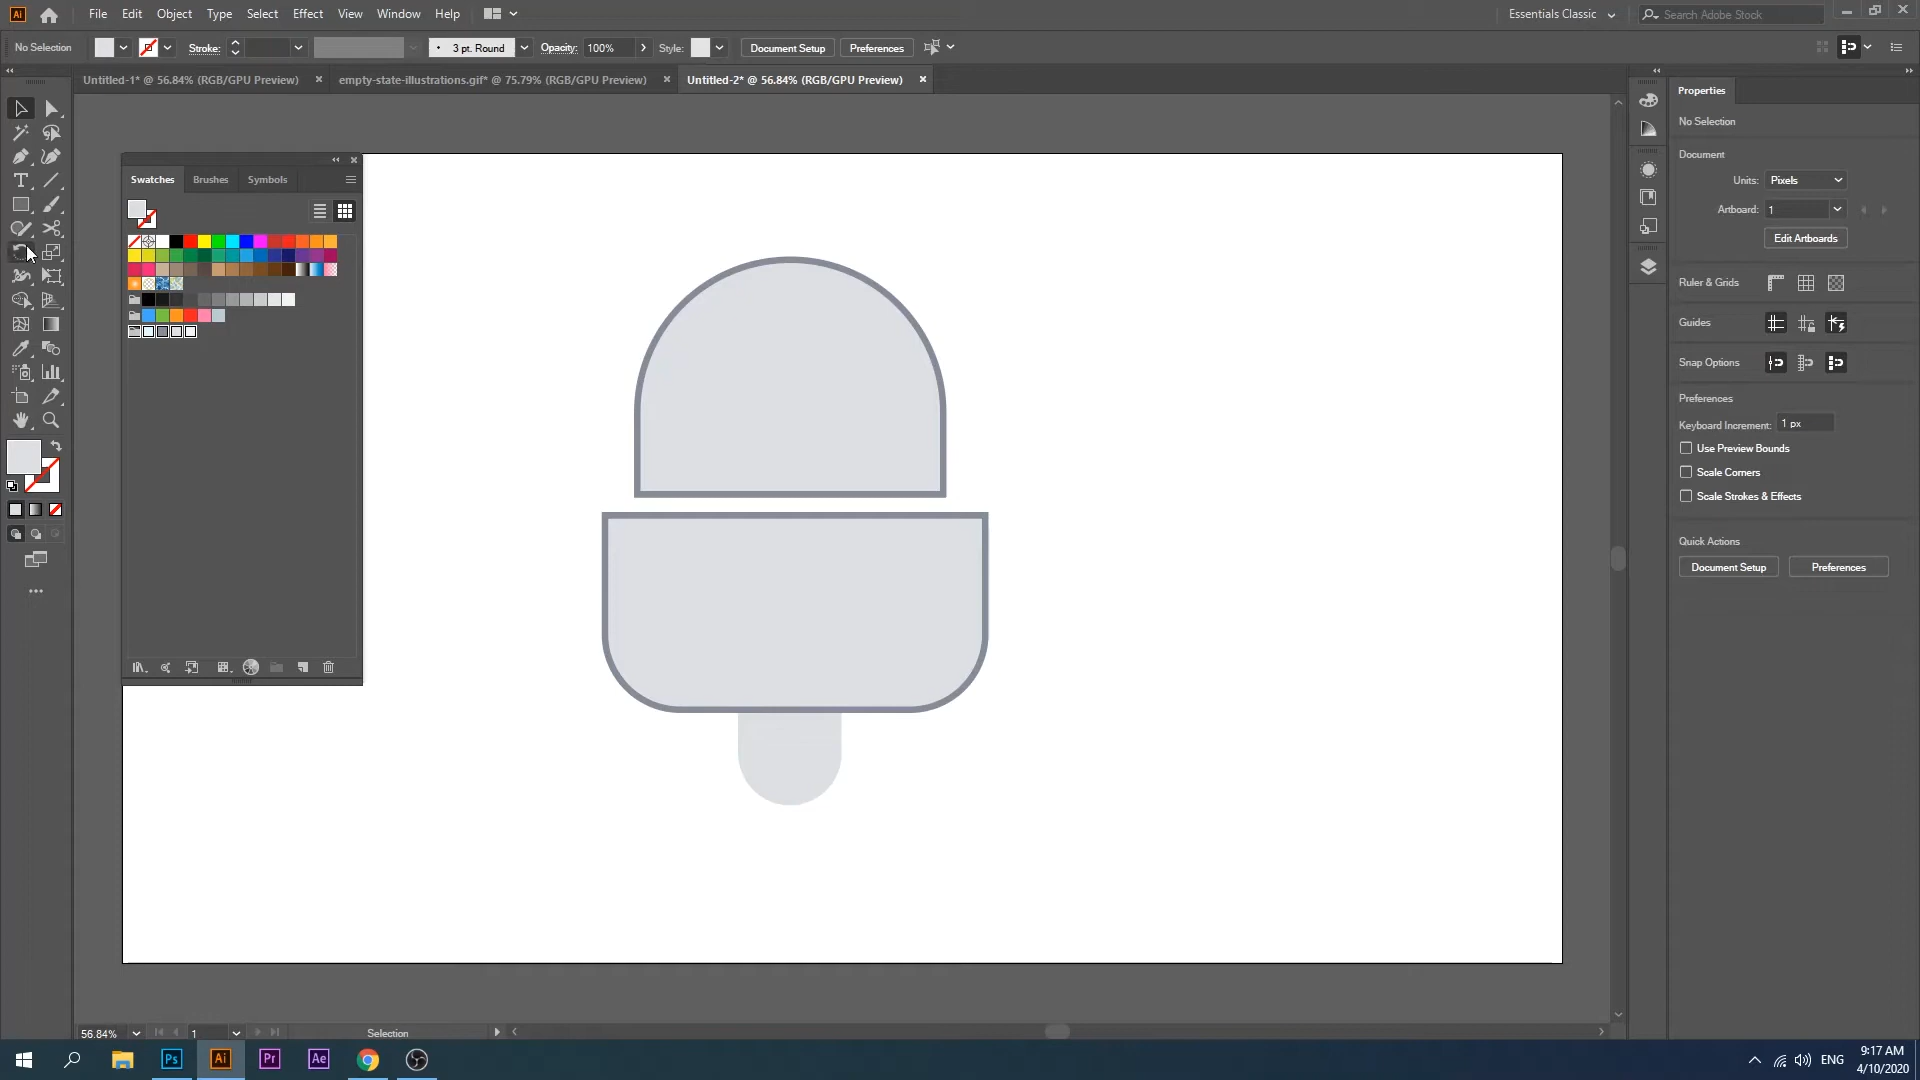 Ai File Edit Object Type Select Effect View Window Help Essentials Classic Search Adobe Stock
No Selection Stroke: 3 pt. Round Opacity: 100% Style: Document Setup Preferences
Untitled-1* @ 56.84% (RGB/GPU Preview) empty-state-illustrations.gif* @ 75.79% (RGB/GPU Preview) Untitled-2* @ 56.84% (RGB/GPU Preview)
Properties
No Selection
Document
Units: Pixels
Artboard: 1
Edit Artboards
Ruler & Grids
Guides
Snap Options
Preferences
Keyboard Increment: 1 px
Use Preview Bounds
Scale Corners
Scale Strokes & Effects
Quick Actions
Document Setup Preferences
Swatches Brushes Symbols
56.84% 1 Selection
Ps Ai Pr Ae ENG 9:17 AM
4/10/2020